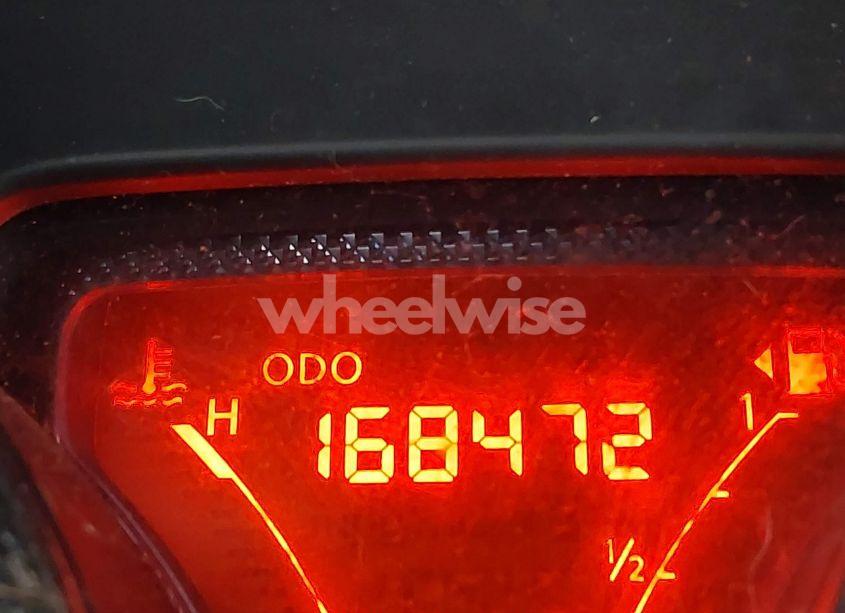 wheelwise
ODO
H 168472 1
1/2